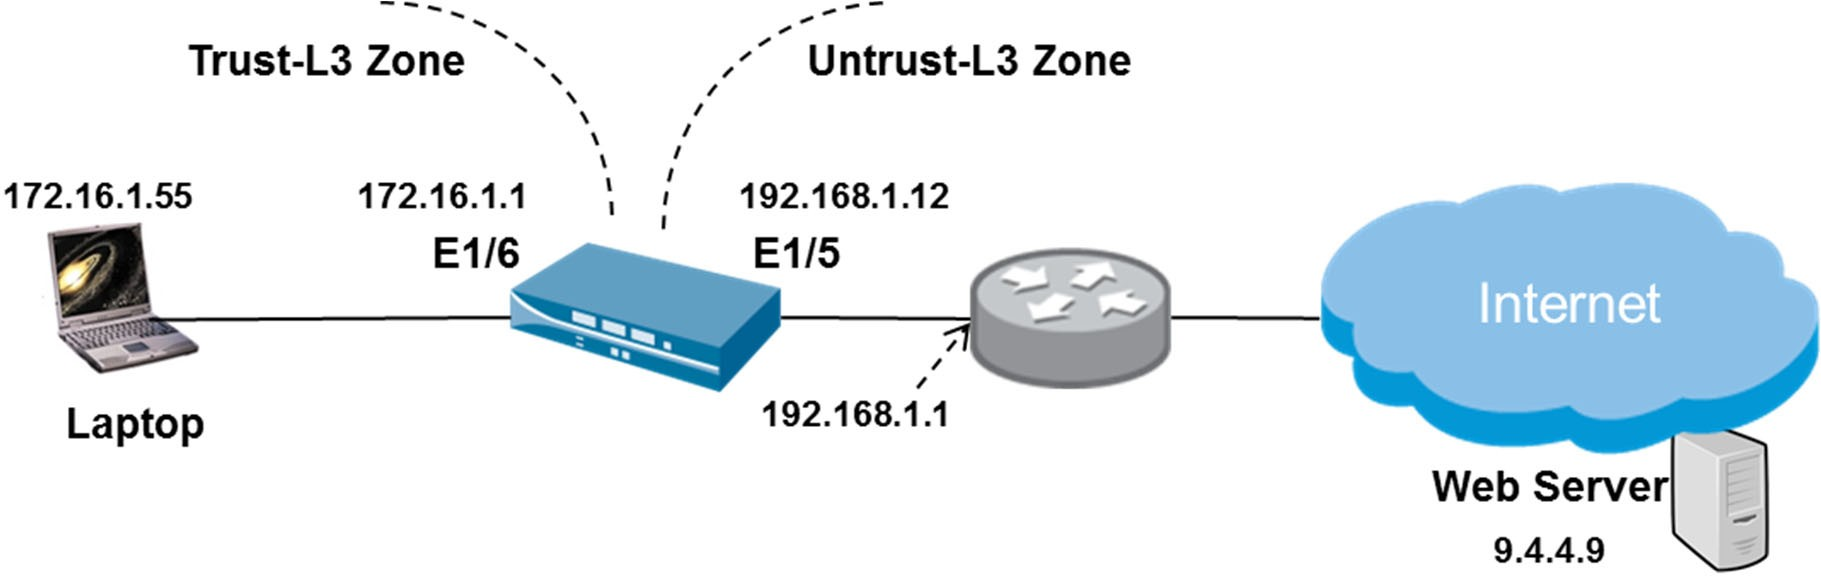 Trust-L3 Zone
Untrust-L3 Zone
172.16.1.55
172.16.1.1
192.168.1.12
E1/6
E1/5
Internet
192.168.1.1
Laptop
Web Server
9.4.4.9